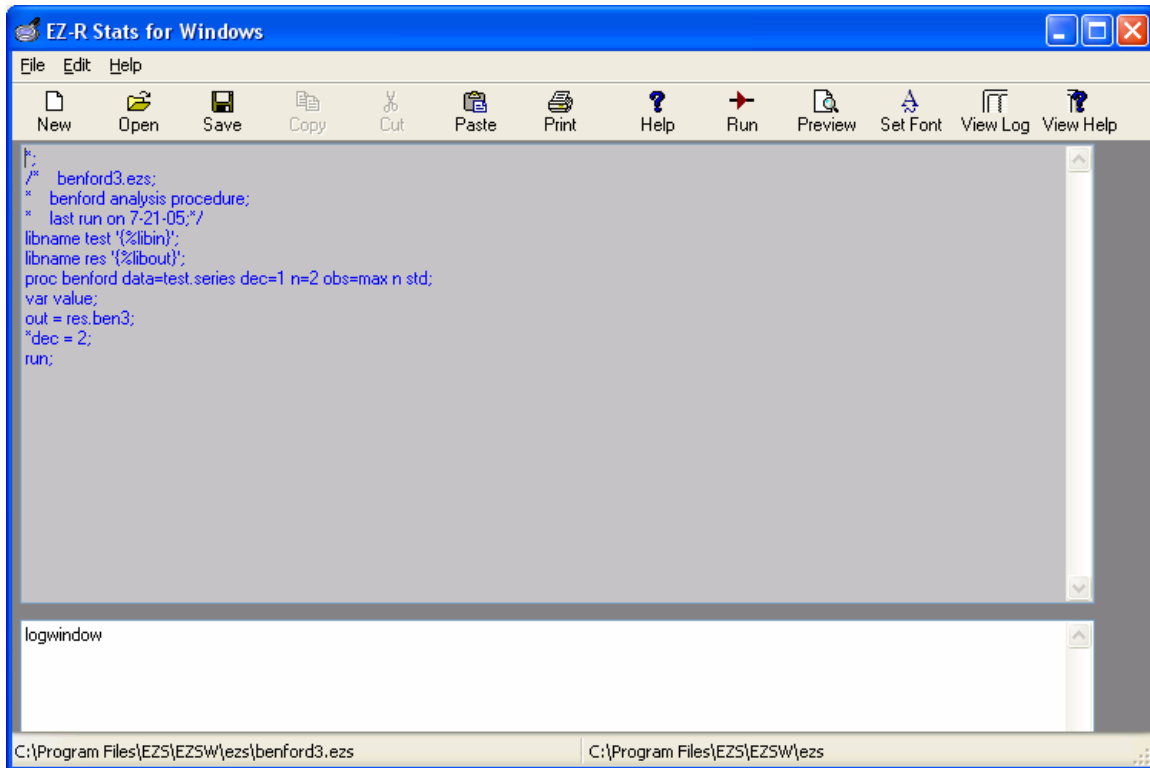 EZ-R Stats for Windows
File Edit Help
New Open Save Copy Cut Paste Print Help Run Preview Set Font View Log View Help
*;
/* benford3.ezs;
* benford analysis procedure;
* last run on 7-21-05;*/
libname test '{%libin}';
libname res '{%libout}';
proc benford data=test.series dec=1 n=2 obs=max n std;
var value;
out = res.ben3;
*dec = 2;
run;
logwindow
C:\Program Files\EZS\EZSW\ezs\benford3.ezs C:\Program Files\EZS\EZSW\ezs